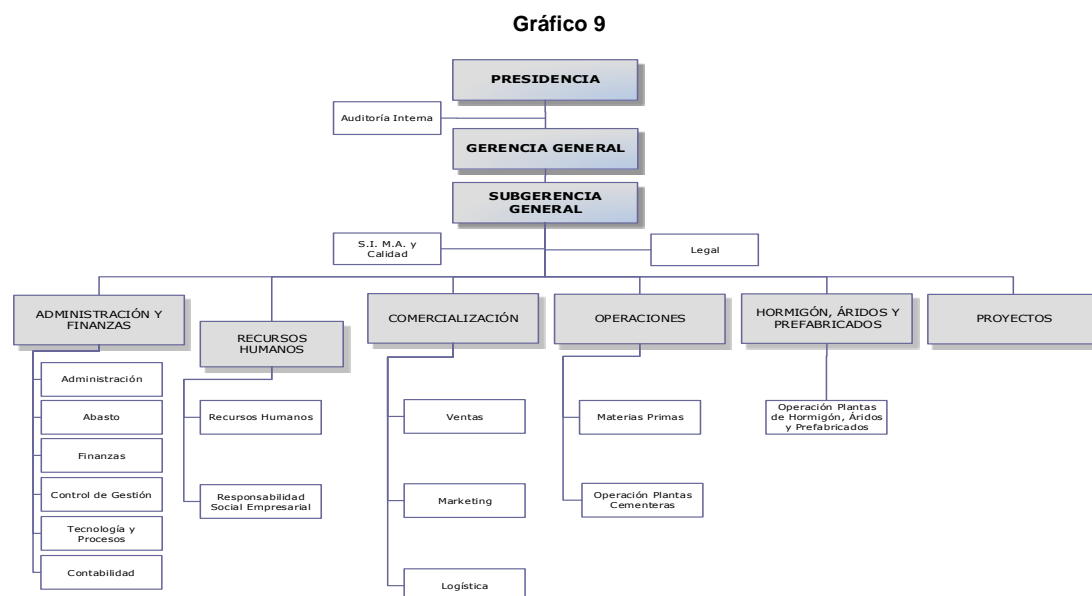 Gráfico 9
PRESIDENCIA
Auditoría Interna
GERENCIA GENERAL
SUBGERENCIA
GENERAL
S.I. M.A. y
Calidad
Legal
ADMINISTRACIÓN Y
FINANZAS
RECURSOS
HUMANOS
COMERCIALIZACIÓN
OPERACIONES
HORMIGÓN, ÁRIDOS Y
PREFABRICADOS
PROYECTOS
Administración
Abasto
Finanzas
Control de Gestión
Tecnología y
Procesos
Contabilidad
Recursos Humanos
Responsabilidad
Social Empresarial
Ventas
Marketing
Logística
Materias Primas
Operación Plantas
Cementeras
Operación Plantas
de Hormigón, Áridos
y Prefabricados